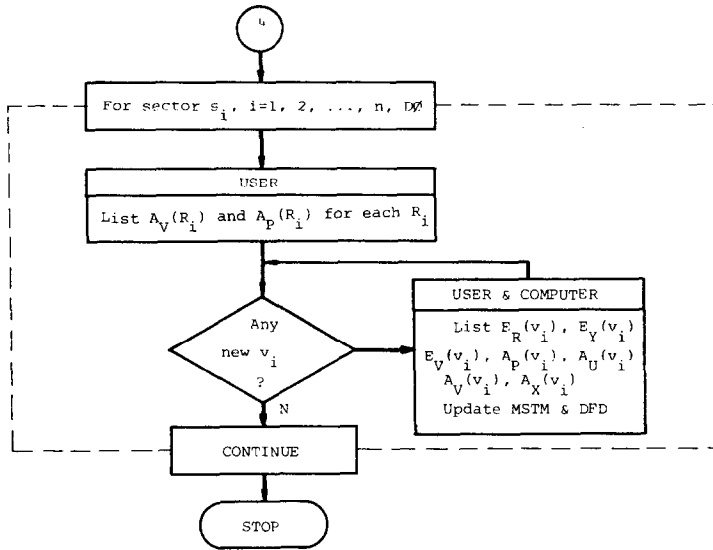 4
For sector s_i, i=1, 2, ..., n, DØ
USER
List A_V(R_i) and A_P(R_i) for each R_i
Any
new v_i
?
N
USER & COMPUTER
List E_R(v_i), E_Y(v_i)
E_V(v_i), A_P(v_i), A_U(v_i)
A_V(v_i), A_X(v_i)
Update MSTM & DFD
CONTINUE
STOP